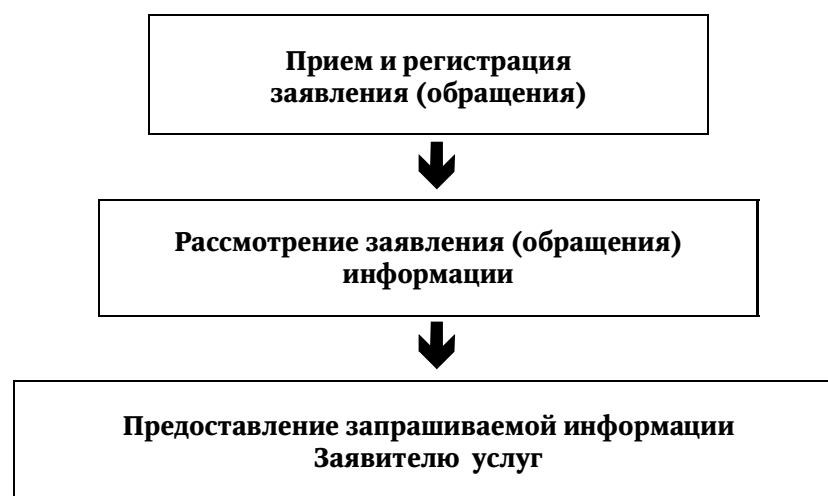 Прием и регистрация
заявления (обращения)
Рассмотрение заявления (обращения)
информации
Предоставление запрашиваемой информации
Заявителю услуг